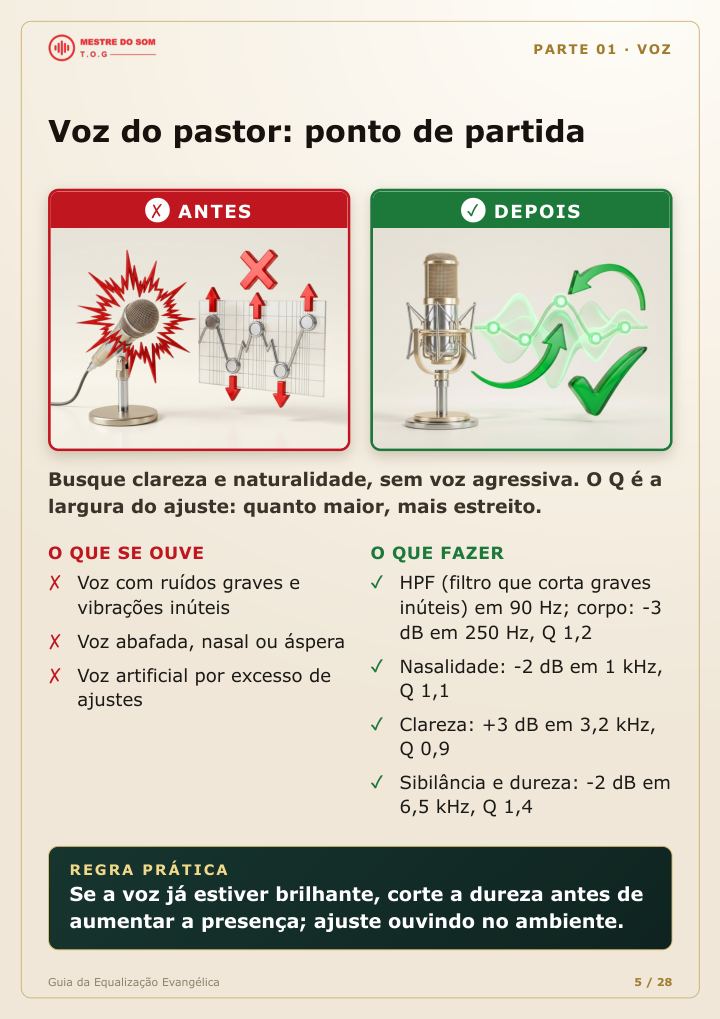 MESTRE DO SOM
T.O.G
PARTE 01 · VOZ
Voz do pastor: ponto de partida
✗ ANTES
✓ DEPOIS
Busque clareza e naturalidade, sem voz agressiva. O Q é a
largura do ajuste: quanto maior, mais estreito.
O QUE SE OUVE
✗ Voz com ruídos graves e
vibrações inúteis
✗ Voz abafada, nasal ou áspera
✗ Voz artificial por excesso de
ajustes
O QUE FAZER
✓ HPF (filtro que corta graves
inúteis) em 90 Hz; corpo: -3
dB em 250 Hz, Q 1,2
✓ Nasalidade: -2 dB em 1 kHz,
Q 1,1
✓ Clareza: +3 dB em 3,2 kHz,
Q 0,9
✓ Sibilância e dureza: -2 dB em
6,5 kHz, Q 1,4
REGRA PRÁTICA
Se a voz já estiver brilhante, corte a dureza antes de
aumentar a presença; ajuste ouvindo no ambiente.
Guia da Equalização Evangélica
5 / 28